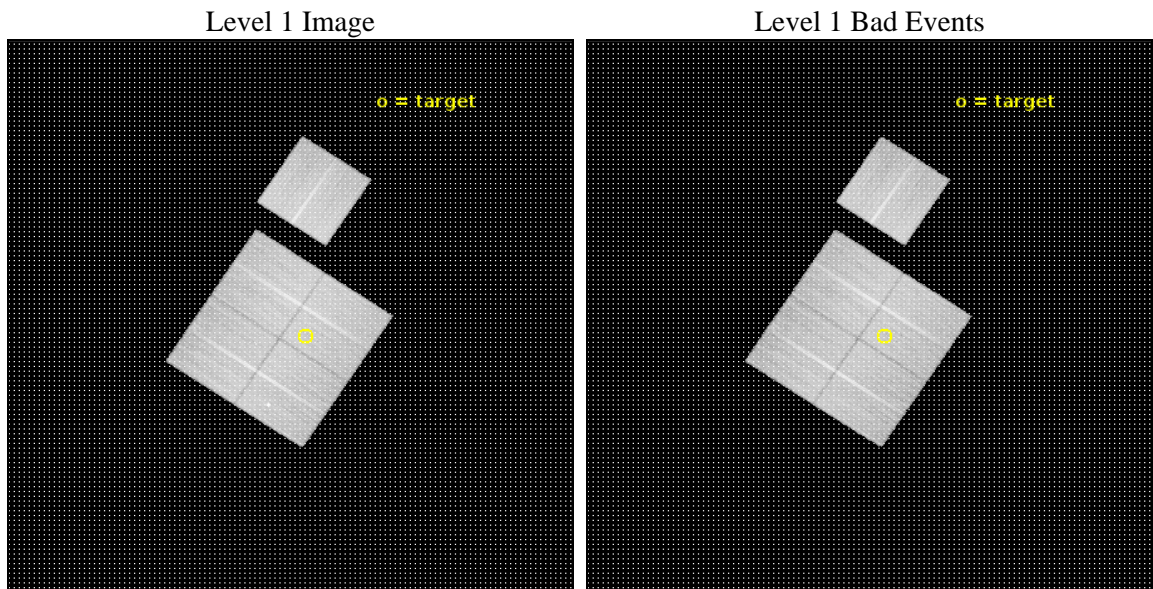 Level 1 Image
Level 1 Bad Events
o = target
o = target